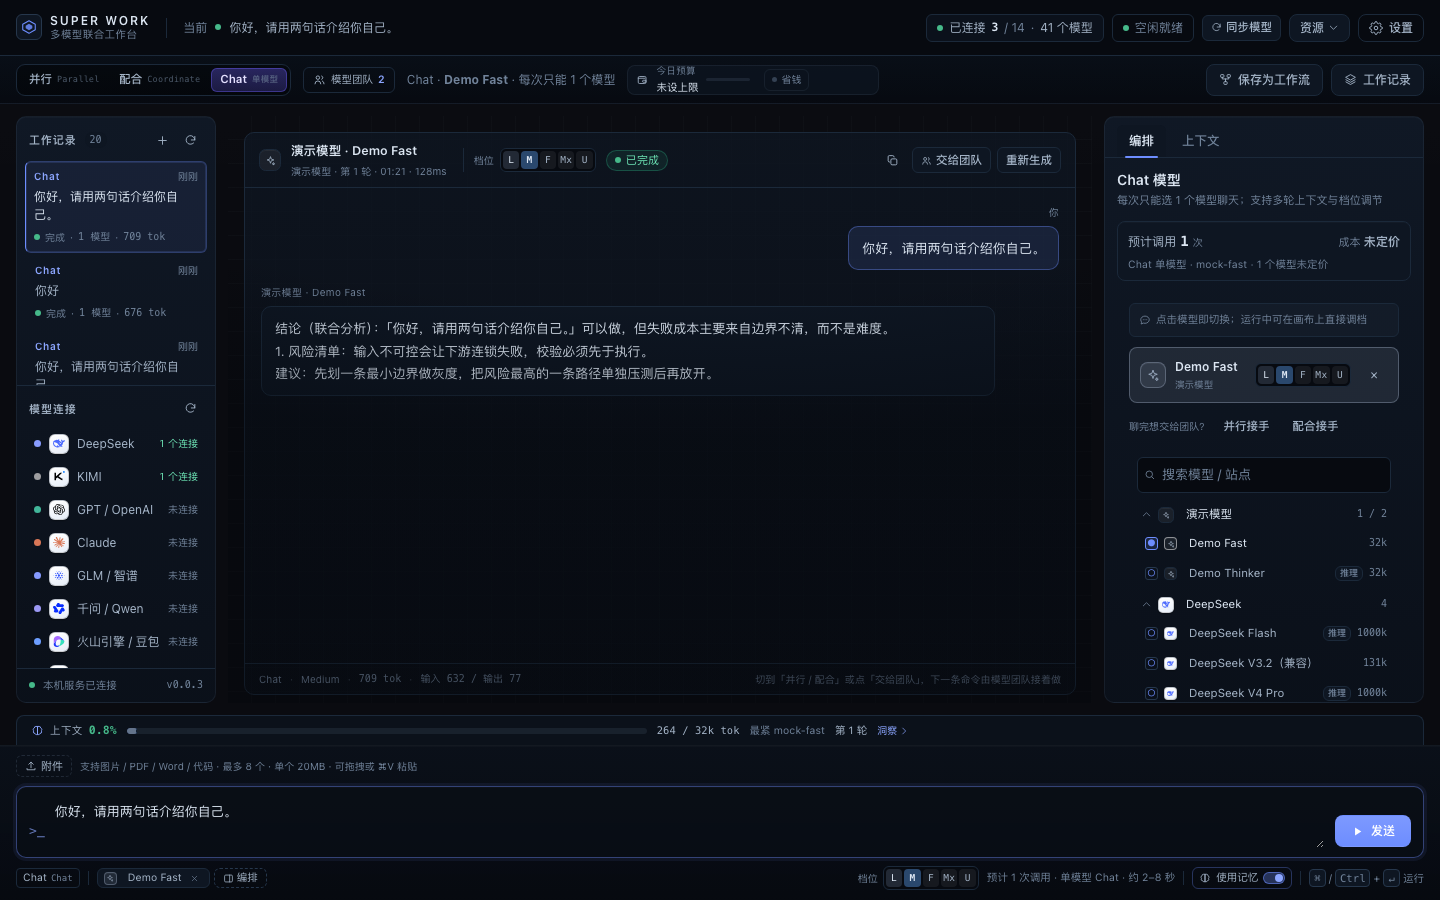 SUPER WORK
多模型联合工作台
当前 你好，请用两句话介绍你自己。
已连接 3 / 14 · 41 个模型
空闲就绪
同步模型
资源
设置
并行 Parallel
配合 Coordinate
Chat 单模型
模型团队 2
Chat · Demo Fast · 每次只能 1 个模型
今日预算
未设上限
省钱
保存为工作流
工作记录
工作记录 20
Chat 刚刚
你好，请用两句话介绍你自
己。
完成 · 1 模型 · 709 tok
Chat 刚刚
你好
完成 · 1 模型 · 676 tok
Chat 刚刚
你好，请用两句话介绍你自
己
模型连接
DeepSeek 1 个连接
KIMI 1 个连接
GPT / OpenAI 未连接
Claude 未连接
GLM / 智谱 未连接
千问 / Qwen 未连接
火山引擎 / 豆包 未连接
本机服务已连接 v0.0.3
演示模型 · Demo Fast
演示模型 · 第 1 轮 · 01:21 · 128ms
档位 L M F Mx U
已完成
交给团队
重新生成
你
你好，请用两句话介绍你自己。
演示模型 · Demo Fast
结论（联合分析）：「你好，请用两句话介绍你自己。」可以做，但失败成本主要来自边界不清，而不是难度。
1. 风险清单：输入不可控会让下游连锁失败，校验必须先于执行。
建议：先划一条最小边界做灰度，把风险最高的一条路径单独压测后再放开。
Chat · Medium · 709 tok · 输入 632 / 输出 77
切到「并行 / 配合」或点「交给团队」，下一条命令由模型团队接着做
编排
上下文
Chat 模型
每次只能选 1 个模型聊天；支持多轮上下文与档位调节
预计调用 1 次 成本 未定价
Chat 单模型 · mock-fast · 1 个模型未定价
点击模型即切换；运行中可在画布上直接调档
Demo Fast
演示模型
L M F Mx U ×
聊完想交给团队? 并行接手 配合接手
搜索模型 / 站点
演示模型 1 / 2
Demo Fast 32k
Demo Thinker 推理 32k
DeepSeek 4
DeepSeek Flash 推理 1000k
DeepSeek V3.2（兼容） 131k
DeepSeek V4 Pro 推理 1000k
上下文 0.8% 264 / 32k tok 最紧 mock-fast 第 1 轮 洞察
附件 支持图片 / PDF / Word / 代码 · 最多 8 个 · 单个 20MB · 可拖拽或 ⌘V 粘贴
你好，请用两句话介绍你自己。
>_
发送
Chat Chat
Demo Fast ×
编排
档位 L M F Mx U
预计 1 次调用 · 单模型 Chat · 约 2–8 秒
使用记忆
⌘ / Ctrl + ↵ 运行